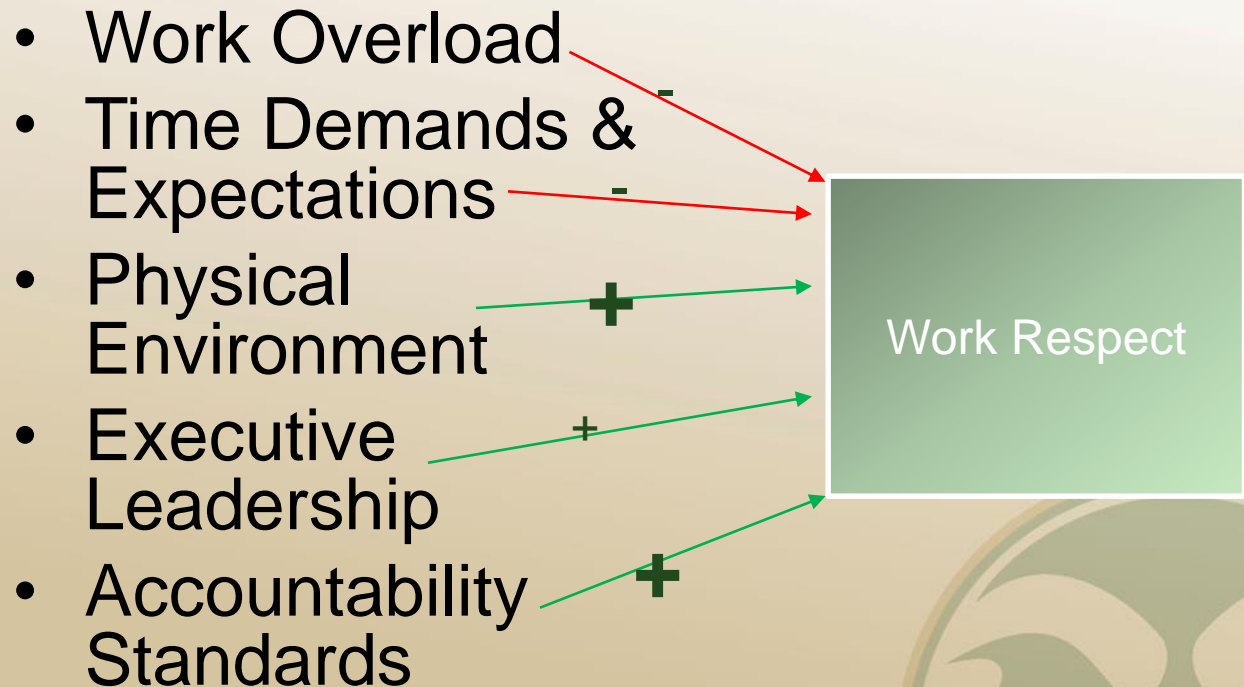 • Work Overload
-
• Time Demands &
Expectations
-
• Physical
Environment
+
Work Respect
• Executive
Leadership
+
• Accountability
Standards
+